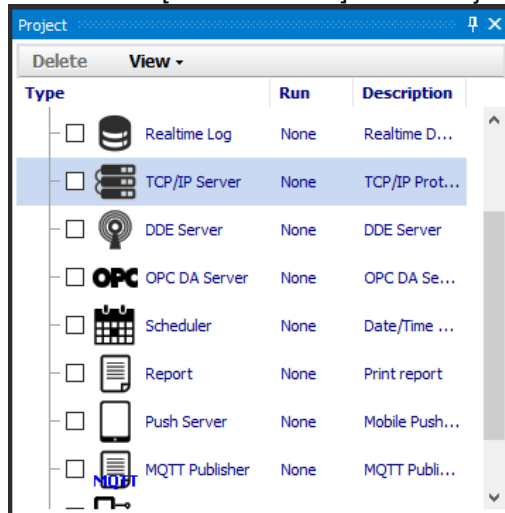 Project
Delete View
Type Run Description
Realtime Log None Realtime D...
TCP/IP Server None TCP/IP Prot...
DDE Server None DDE Server
OPC OPC DA Server None OPC DA Se...
Scheduler None Date/Time ...
Report None Print report
Push Server None Mobile Push...
MQTT MQTT Publisher None MQTT Publi...